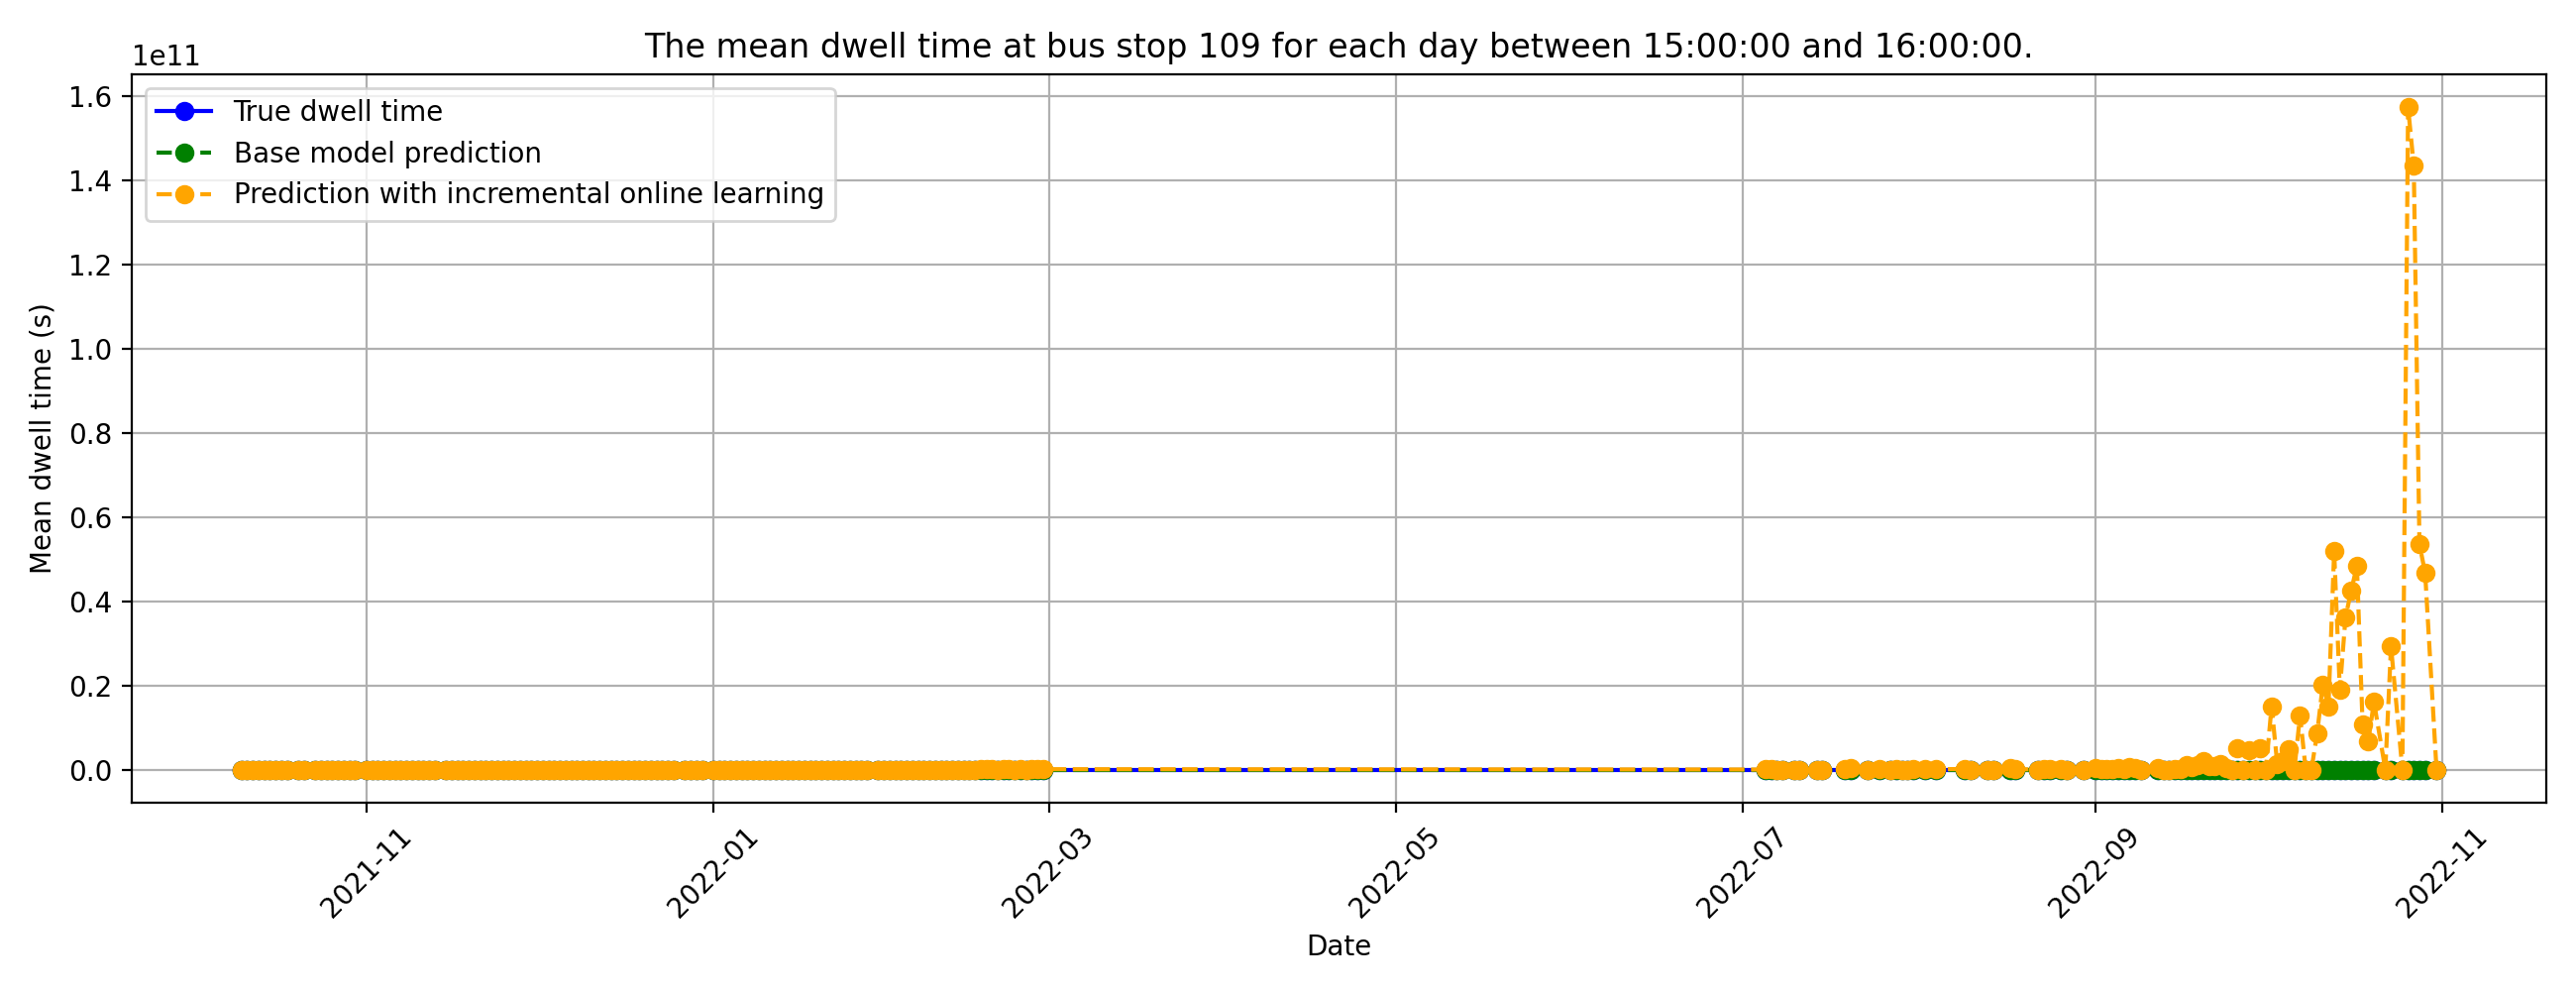 The mean dwell time at bus stop 109 for each day between 15:00:00 and 16:00:00.
1e11
True dwell time
Base model prediction
Prediction with incremental online learning
Mean dwell time (s)
1.6
1.4
1.2
1.0
0.8
0.6
0.4
0.2
0.0
2021-11
2022-01
2022-03
2022-05
2022-07
2022-09
2022-11
Date